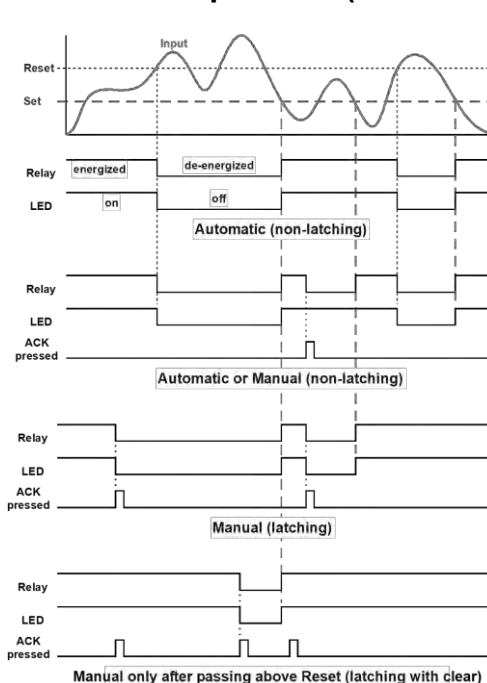 Input
Reset
Set
Relay energized de-energized
LED on off
Automatic (non-latching)
Relay
LED
ACK
pressed
Automatic or Manual (non-latching)
Relay
LED
ACK
pressed
Manual (latching)
Relay
LED
ACK
pressed
Manual only after passing above Reset (latching with clear)